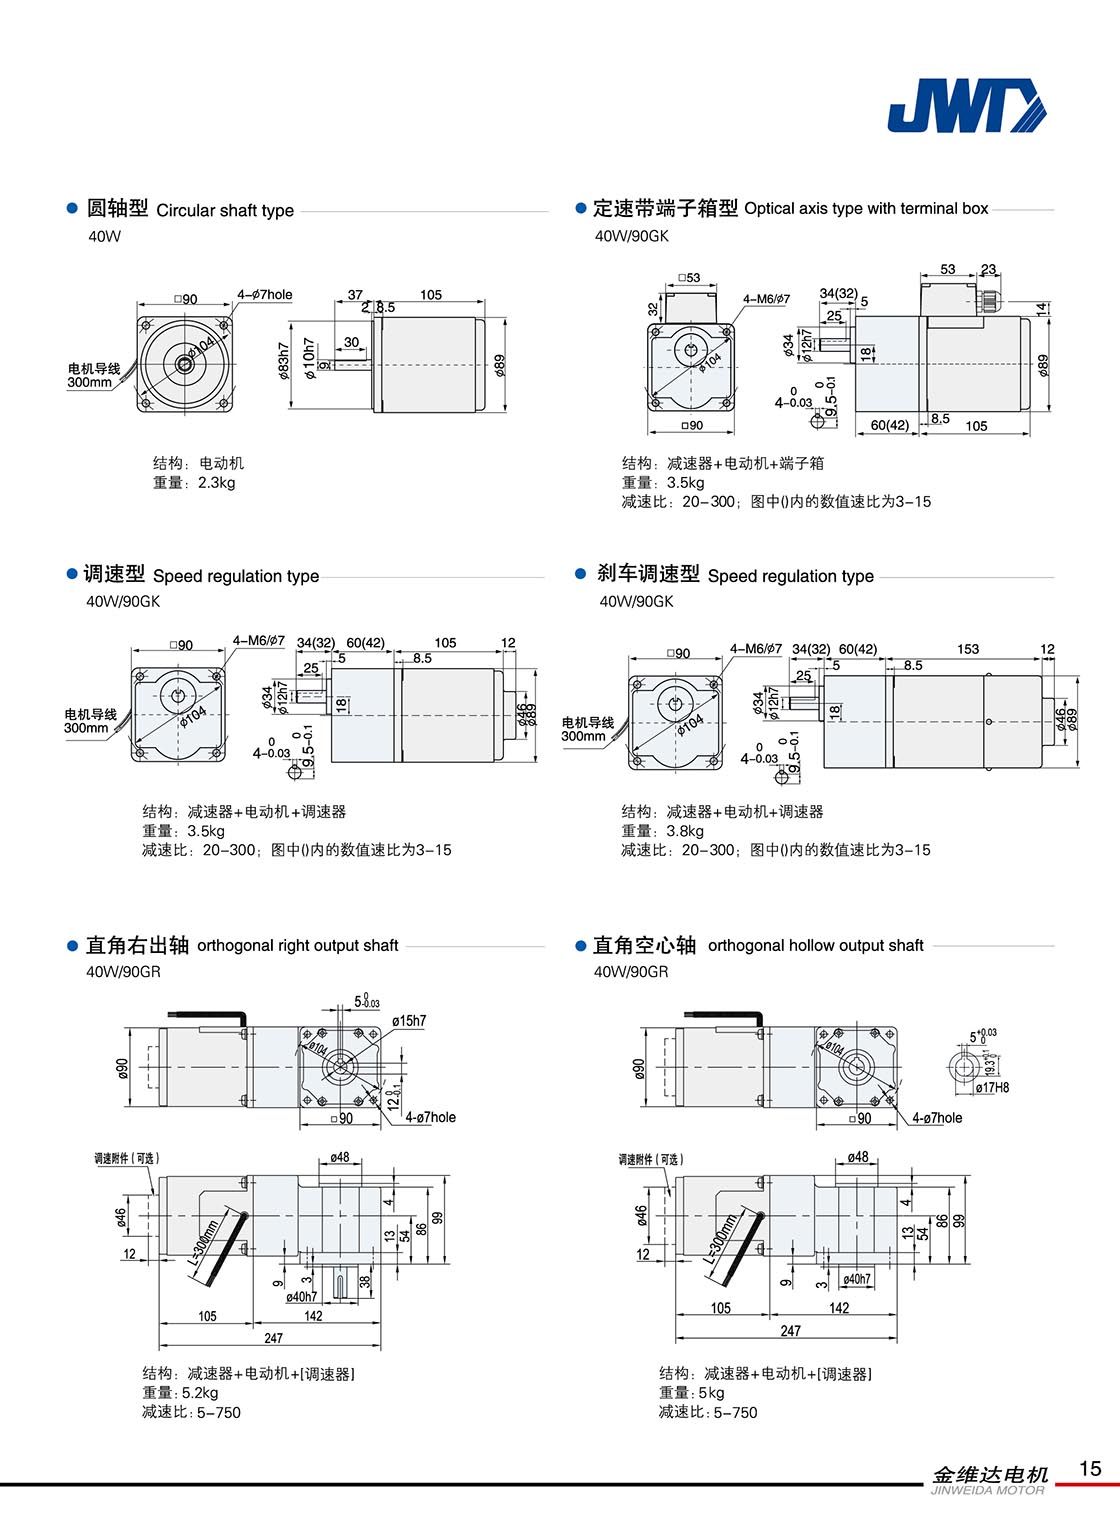 JWD
圆轴型 Circular shaft type
40W
□90
4-ø7hole
ø104
电机导线
300mm
37
105
2
8.5
30
ø83h7
ø10h7
9
ø89
结构：电动机
重量：2.3kg
定速带端子箱型 Optical axis type with terminal box
40W/90GK
□53
32
4-M6/ø7
ø104
□90
53
23
34(32)
5
25
14
ø34
ø12h7
18
ø89
0
4-0.03
0
9.5-0.1
8.5
60(42)
105
结构：减速器+电动机+端子箱
重量：3.5kg
减速比：20-300；图中()内的数值速比为3-15
调速型 Speed regulation type
40W/90GK
□90
4-M6/ø7
ø104
电机导线
300mm
34(32)
60(42)
105
12
5
8.5
25
ø34
ø12h7
18
ø46
ø89
0
4-0.03
0
9.5-0.1
结构：减速器+电动机+调速器
重量：3.5kg
减速比：20-300；图中()内的数值速比为3-15
刹车调速型 Speed regulation type
40W/90GK
□90
4-M6/ø7
ø104
电机导线
300mm
34(32)
60(42)
153
12
5
8.5
25
ø34
ø12h7
18
ø46
ø89
0
4-0.03
0
9.5-0.1
结构：减速器+电动机+调速器
重量：3.8kg
减速比：20-300；图中()内的数值速比为3-15
直角右出轴 orthogonal right output shaft
40W/90GR
5 0 -0.03
ø15h7
ø104
ø90
12 0 -0.1
□90
4-ø7hole
调速附件（可选）
ø48
ø46
12
L=300mm
4
13
54
86
99
9
3
38
ø40h7
105
142
247
结构：减速器+电动机+[调速器]
重量：5.2kg
减速比：5-750
直角空心轴 orthogonal hollow output shaft
40W/90GR
ø104
ø90
5 +0.03 0
19.3 +0.1 0
ø17H8
□90
4-ø7hole
调速附件（可选）
ø48
ø46
12
L=300mm
4
13
54
86
99
9
3
ø40h7
105
142
247
结构：减速器+电动机+[调速器]
重量：5kg
减速比：5-750
金维达电机
JINWEIDA MOTOR
15